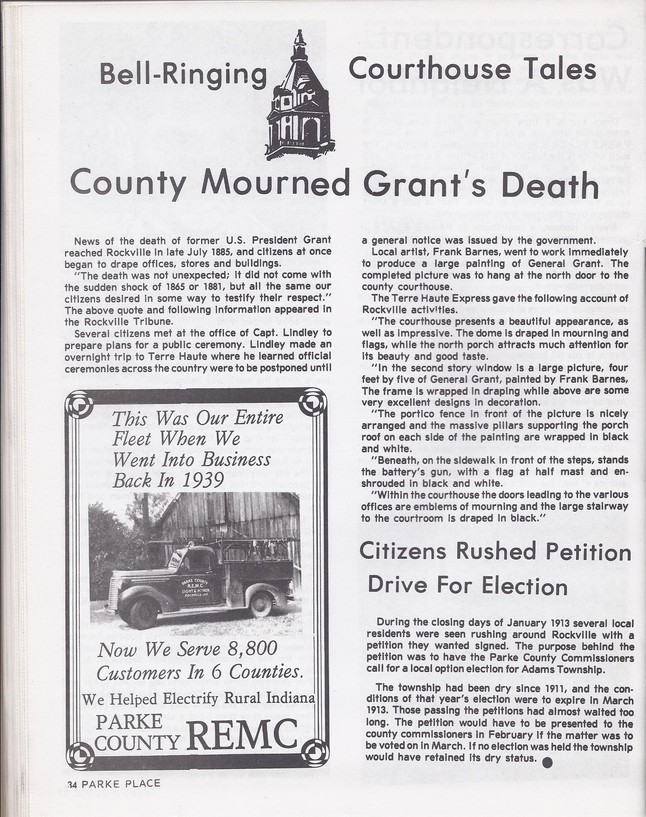 Bell-Ringing Courthouse Tales
County Mourned Grant's Death
News of the death of former U.S. President Grant
reached Rockville in late July 1885, and citizens at once
began to drape offices, stores and buildings.
"The death was not unexpected; it did not come with
the sudden shock of 1865 or 1881, but all the same our
citizens desired in some way to testify their respect."
The above quote and following information appeared in
the Rockville Tribune.
Several citizens met at the office of Capt. Lindley to
prepare plans for a public ceremony. Lindley made an
overnight trip to Terre Haute where he learned official
ceremonies across the country were to be postponed until
a general notice was issued by the government.
Local artist, Frank Barnes, went to work immediately
to produce a large painting of General Grant. The
completed picture was to hang at the north door to the
county courthouse.
The Terre Haute Express gave the following account of
Rockville activities.
"The courthouse presents a beautiful appearance, as
well as impressive. The dome is draped in mourning and
flags, while the north porch attracts much attention for
its beauty and good taste.
"In the second story window is a large picture, four
feet by five of General Grant, painted by Frank Barnes,
The frame is wrapped in draping while above are some
very excellent designs in decoration.
"The portico fence in front of the picture is nicely
arranged and the massive pillars supporting the porch
roof on each side of the painting are wrapped in black
and white.
"Beneath, on the sidewalk in front of the steps, stands
the battery's gun, with a flag at half mast and en-
shrouded in black and white.
"Within the courthouse the doors leading to the various
offices are emblems of mourning and the large stairway
to the courtroom is draped in black."
This Was Our Entire
Fleet When We
Went Into Business
Back In 1939
PARKE COUNTY
R.E.M.C.
LIGHT & POWER
ROCKVILLE IND
Now We Serve 8,800
Customers In 6 Counties.
We Helped Electrify Rural Indiana
PARKE
COUNTY REMC
Citizens Rushed Petition
Drive For Election
During the closing days of January 1913 several local
residents were seen rushing around Rockville with a
petition they wanted signed. The purpose behind the
petition was to have the Parke County Commissioners
call for a local option election for Adams Township.
The township had been dry since 1911, and the con-
ditions of that year's election were to expire in March
1913. Those passing the petitions had almost waited too
long. The petition would have to be presented to the
county commissioners in February if the matter was to
be voted on in March. If no election was held the township
would have retained its dry status.
34 PARKE PLACE